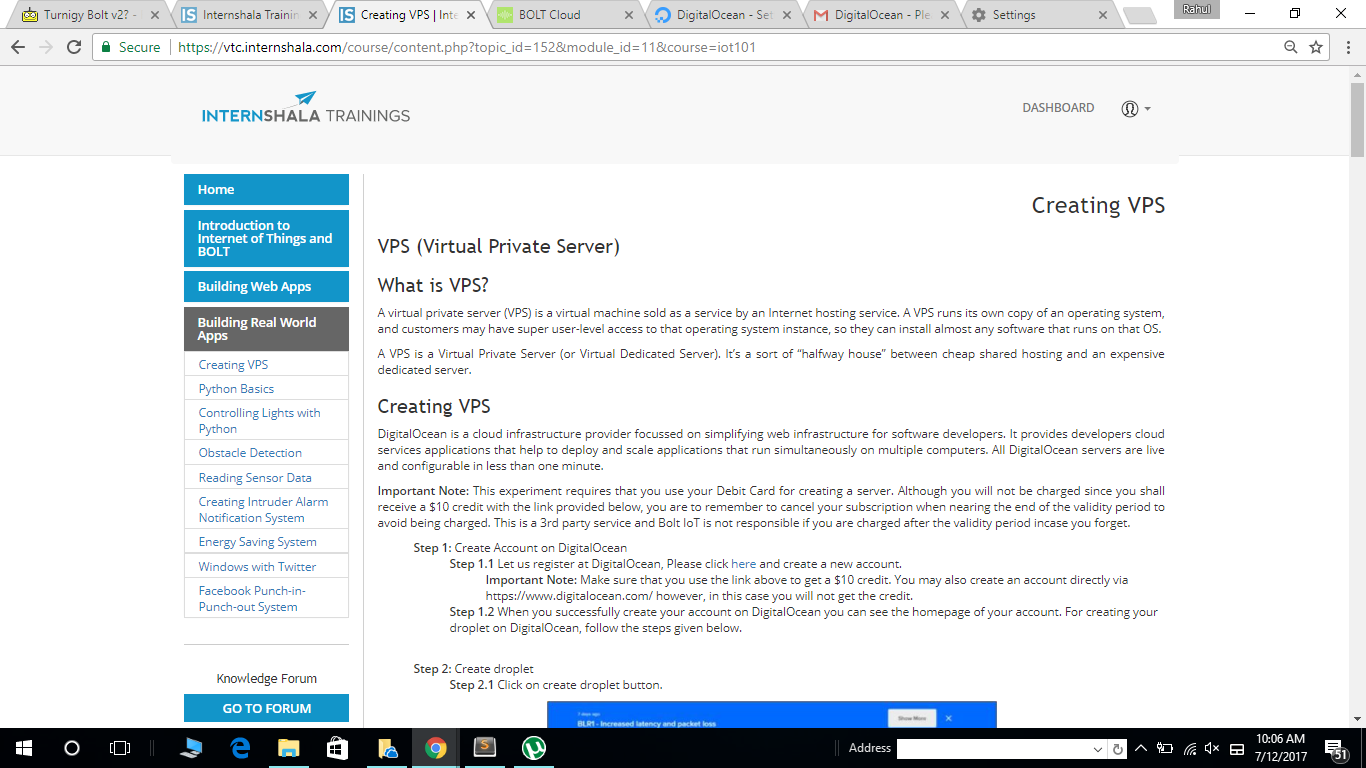 Turnigy Bolt v2? -
Internshala Trainin
Creating VPS | Inte
BOLT Cloud
DigitalOcean - Set
DigitalOcean - Ple
Settings
Rahul
Secure
https://vtc.internshala.com/course/content.php?topic_id=152&module_id=11&course=iot101
INTERNSHALA TRAININGS
DASHBOARD
Home
Introduction to
Internet of Things and
BOLT
Building Web Apps
Building Real World
Apps
Creating VPS
Python Basics
Controlling Lights with
Python
Obstacle Detection
Reading Sensor Data
Creating Intruder Alarm
Notification System
Energy Saving System
Windows with Twitter
Facebook Punch-in-
Punch-out System
Knowledge Forum
GO TO FORUM
Creating VPS
VPS (Virtual Private Server)
What is VPS?
A virtual private server (VPS) is a virtual machine sold as a service by an Internet hosting service. A VPS runs its own copy of an operating system,
and customers may have super user-level access to that operating system instance, so they can install almost any software that runs on that OS.
A VPS is a Virtual Private Server (or Virtual Dedicated Server). It's a sort of “halfway house” between cheap shared hosting and an expensive
dedicated server.
Creating VPS
DigitalOcean is a cloud infrastructure provider focussed on simplifying web infrastructure for software developers. It provides developers cloud
services applications that help to deploy and scale applications that run simultaneously on multiple computers. All DigitalOcean servers are live
and configurable in less than one minute.
Important Note: This experiment requires that you use your Debit Card for creating a server. Although you will not be charged since you shall
receive a $10 credit with the link provided below, you are to remember to cancel your subscription when nearing the end of the validity period to
avoid being charged. This is a 3rd party service and Bolt IoT is not responsible if you are charged after the validity period incase you forget.
Step 1: Create Account on DigitalOcean
Step 1.1 Let us register at DigitalOcean, Please click here and create a new account.
Important Note: Make sure that you use the link above to get a $10 credit. You may also create an account directly via
https://www.digitalocean.com/ however, in this case you will not get the credit.
Step 1.2 When you successfully create your account on DigitalOcean you can see the homepage of your account. For creating your
droplet on DigitalOcean, follow the steps given below.
Step 2: Create droplet
Step 2.1 Click on create droplet button.
7 days ago
BLR1 - Increased latency and packet loss
Show More
Address
10:06 AM
7/12/2017
51